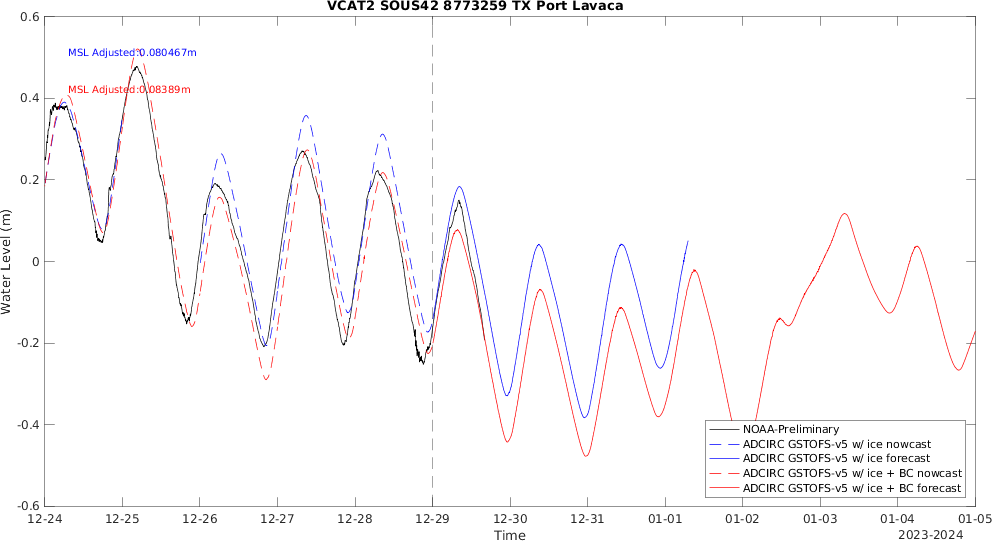 VCAT2 SOUS42 8773259 TX Port Lavaca
MSL Adjusted:0.080467m
MSL Adjusted:0.08389m
Water Level (m)
0.6
0.4
0.2
0
-0.2
-0.4
-0.6
NOAA-Preliminary
ADCIRC GSTOFS-v5 w/ ice nowcast
ADCIRC GSTOFS-v5 w/ ice forecast
ADCIRC GSTOFS-v5 w/ ice + BC nowcast
ADCIRC GSTOFS-v5 w/ ice + BC forecast
12-24 12-25 12-26 12-27 12-28 12-29 12-30 12-31 01-01 01-02 01-03 01-04 01-05
Time
2023-2024